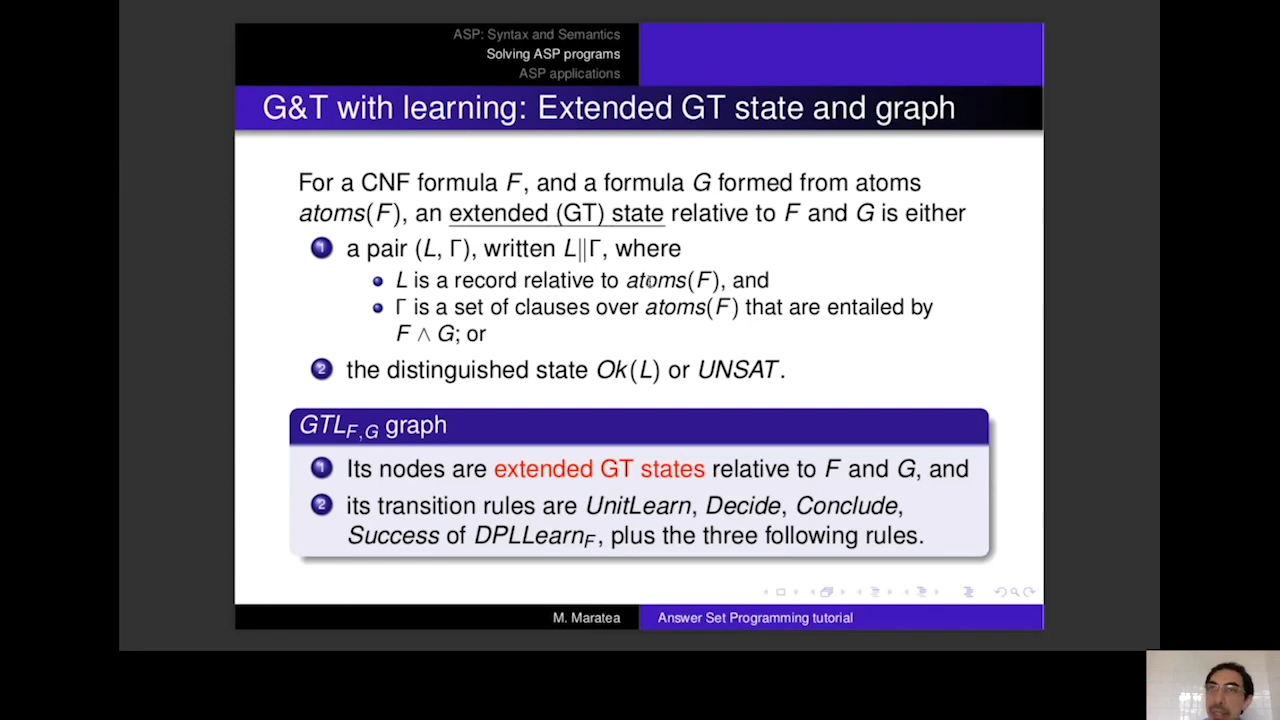 ASP: Syntax and Semantics
Solving ASP programs
ASP applications
G&T with learning: Extended GT state and graph
For a CNF formula F, and a formula G formed from atoms
atoms(F), an extended (GT) state relative to F and G is either
1 a pair (L, Γ), written L||Γ, where
L is a record relative to atoms(F), and
Γ is a set of clauses over atoms(F) that are entailed by
F ∧ G; or
2 the distinguished state Ok(L) or UNSAT.
GTL_F,G graph
1 Its nodes are extended GT states relative to F and G, and
2 its transition rules are UnitLearn, Decide, Conclude,
Success of DPLLearn_F, plus the three following rules.
M. Maratea
Answer Set Programming tutorial